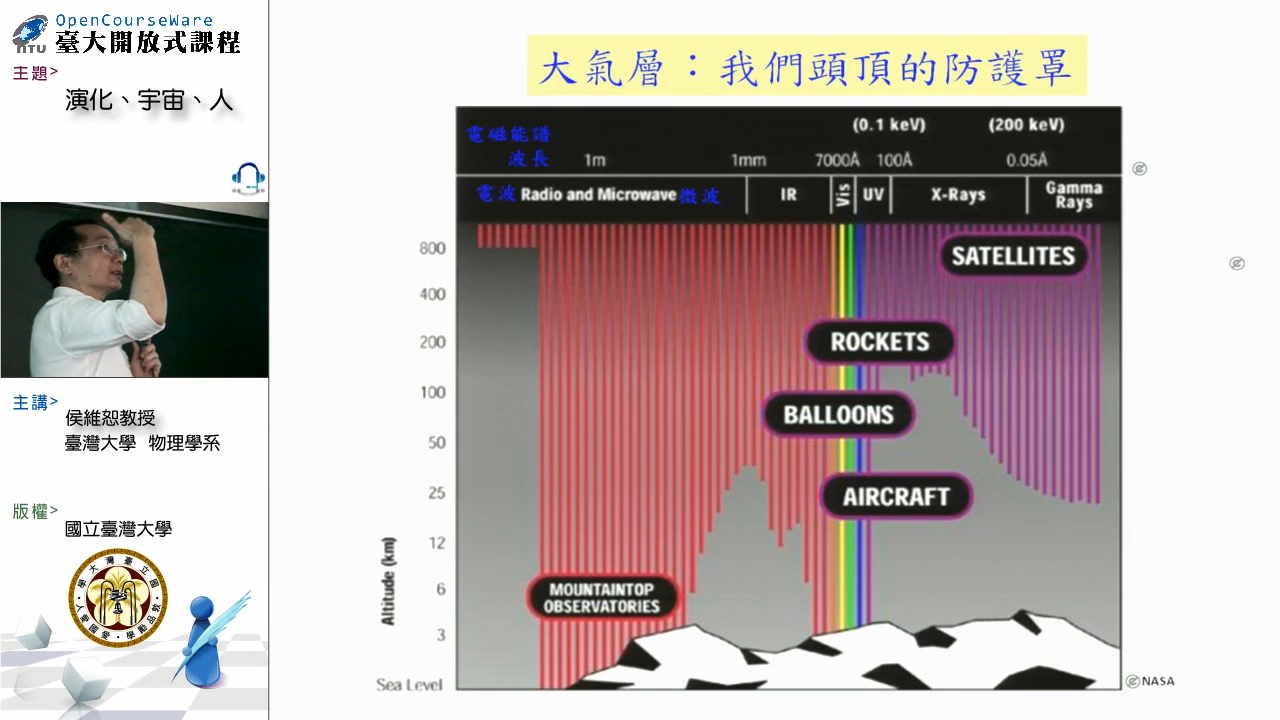 OpenCourseWare
NTU
臺大開放式課程
主題>
演化、宇宙、人
主講>
侯維恕教授
臺灣大學 物理學系
版權>
國立臺灣大學
大氣層：我們頭頂的防護罩
電磁能譜
(0.1 keV) (200 keV)
波長 1m 1mm 7000Å 100Å 0.05Å
電波 Radio and Microwave 微波 IR Vis UV X-Rays Gamma Rays
800
400
200
100
50
25
12
6
3
Sea Level
Altitude (km)
SATELLITES
ROCKETS
BALLOONS
AIRCRAFT
MOUNTAINTOP
OBSERVATORIES
NASA